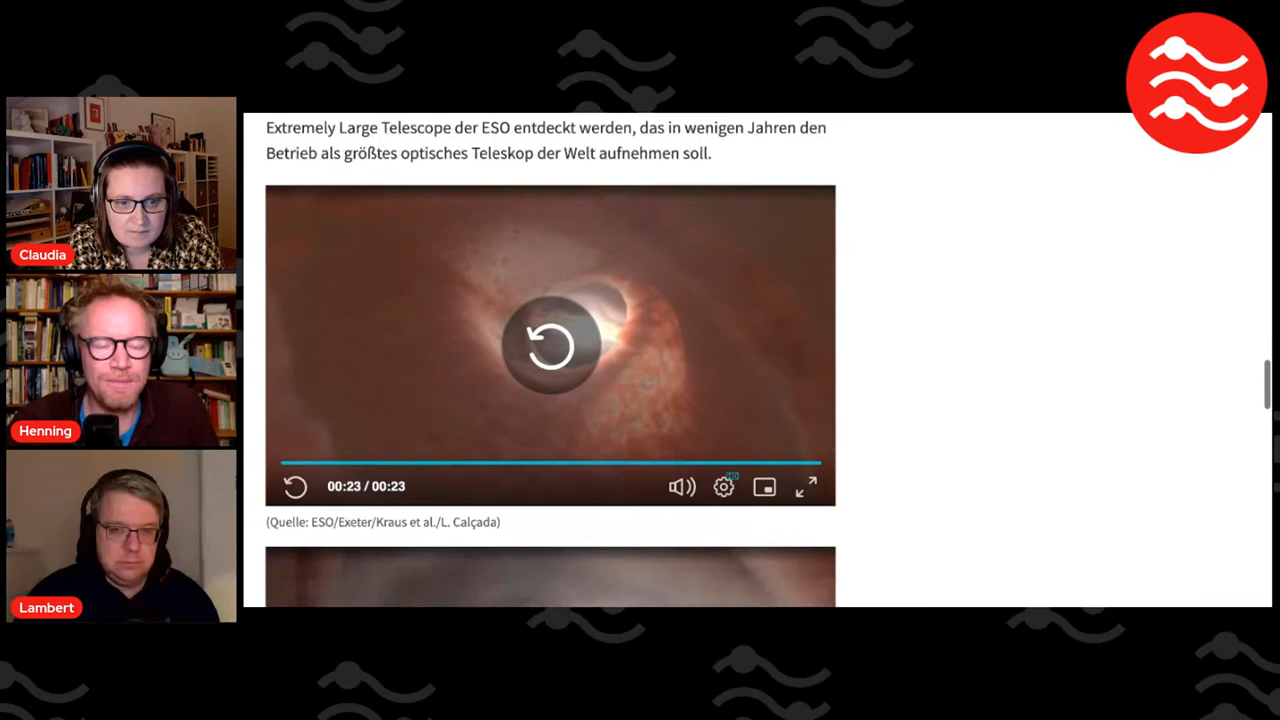 Extremely Large Telescope der ESO entdeckt werden, das in wenigen Jahren den
Betrieb als größtes optisches Teleskop der Welt aufnehmen soll.
Claudia
Henning
Lambert
HD
00:23 / 00:23
(Quelle: ESO/Exeter/Kraus et al./L. Calçada)